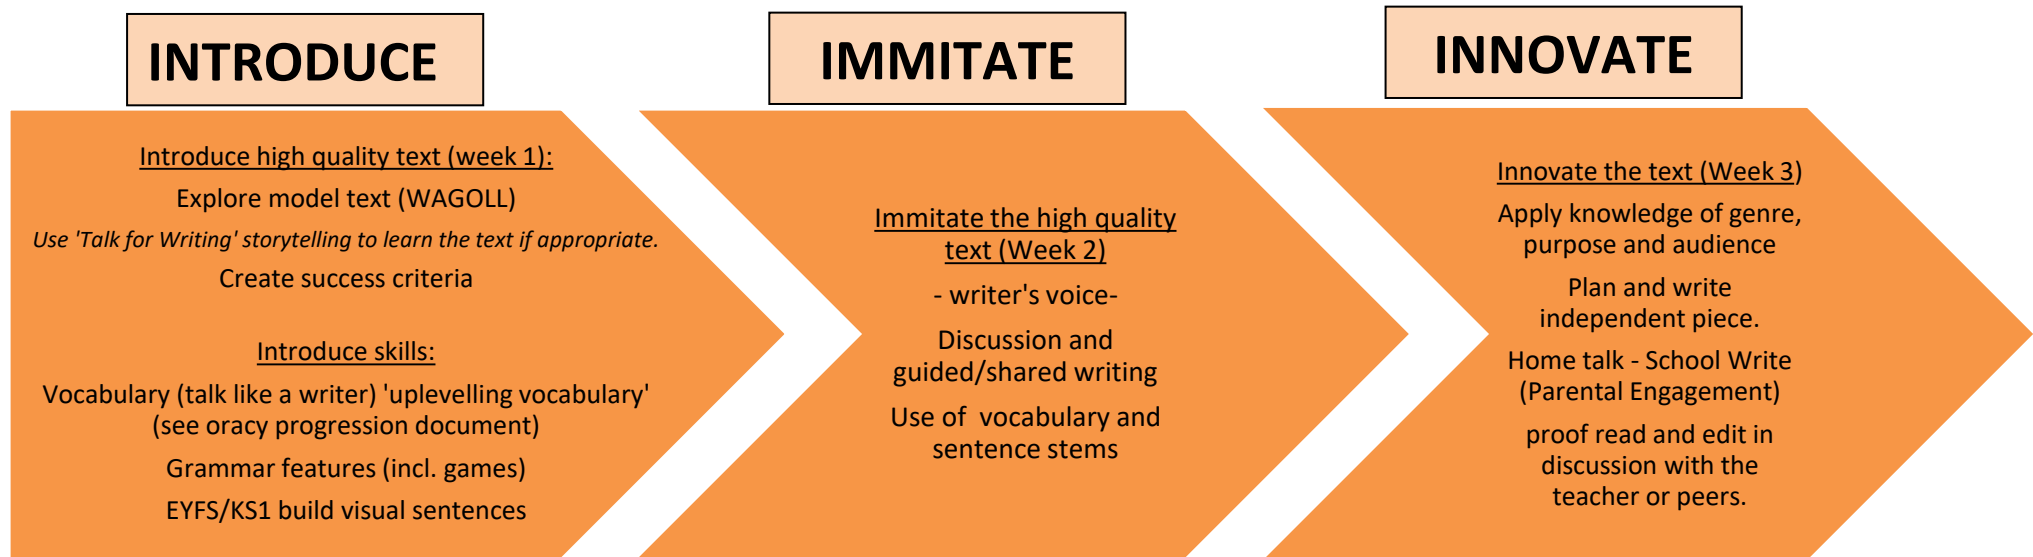 INTRODUCE
Introduce high quality text (week 1):
Explore model text (WAGOLL)
Use 'Talk for Writing' storytelling to learn the text if appropriate.
Create success criteria
Introduce skills:
Vocabulary (talk like a writer) 'uplevelling vocabulary'
(see oracy progression document)
Grammar features (incl. games)
EYFS/KS1 build visual sentences
IMMITATE
Immitate the high quality
text (Week 2)
- writer's voice-
Discussion and
guided/shared writing
Use of  vocabulary and
sentence stems
INNOVATE
Innovate the text (Week 3)
Apply knowledge of genre,
purpose and audience
Plan and write
independent piece.
Home talk - School Write
(Parental Engagement)
proof read and edit in
discussion with the
teacher or peers.